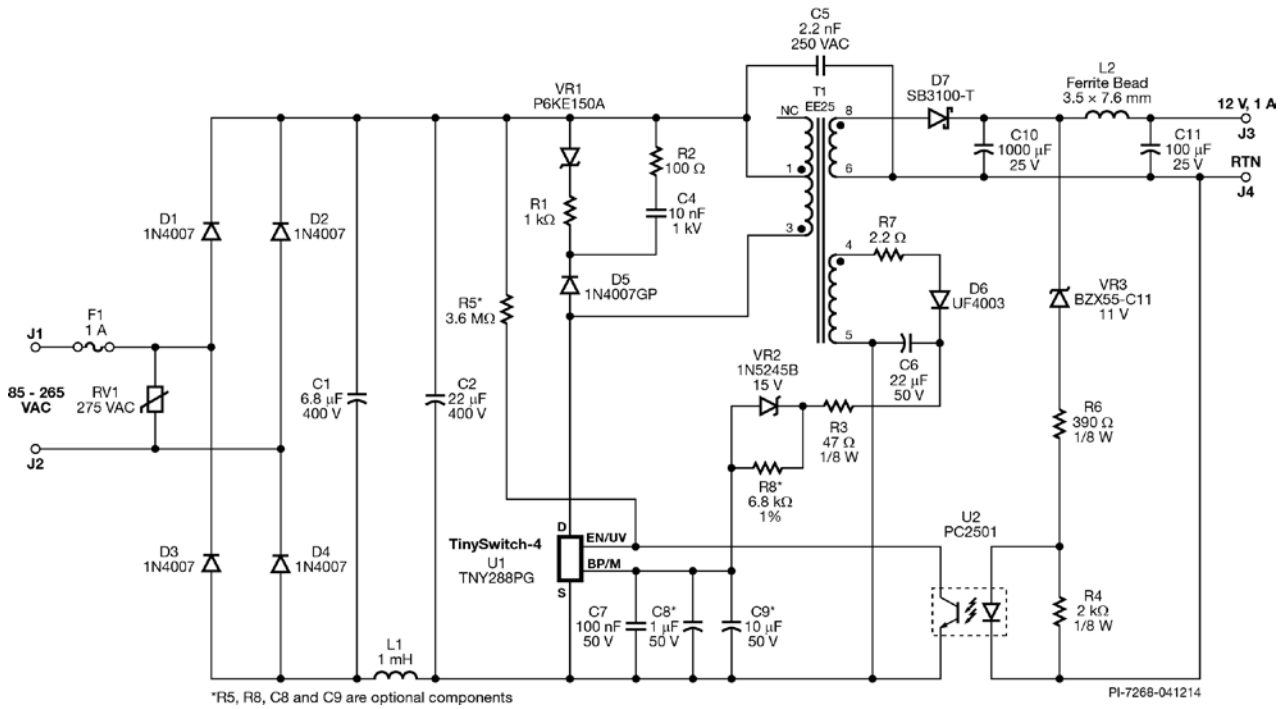 C5
2.2 nF
250 VAC
VR1
P6KE150A
T1
EE25
NC
8
D7
SB3100-T
L2
Ferrite Bead
3.5 × 7.6 mm
12 V, 1 A
J3
R2
100 Ω
C10
1000 μF
25 V
C11
100 μF
25 V
1
6
RTN
J4
D1
1N4007
D2
1N4007
R1
1 kΩ
C4
10 nF
1 kV
3
R7
2.2 Ω
4
D5
1N4007GP
R5*
3.6 MΩ
D6
UF4003
VR3
BZX55-C11
11 V
F1
1 A
J1
5
C6
22 μF
50 V
85 - 265
VAC
RV1
275 VAC
C1
6.8 μF
400 V
C2
22 μF
400 V
VR2
1N5245B
15 V
R3
47 Ω
1/8 W
R6
390 Ω
1/8 W
J2
R8*
6.8 kΩ
1%
D3
1N4007
D4
1N4007
TinySwitch-4
U1
TNY288PG
D
EN/UV
BP/M
S
U2
PC2501
C7
100 nF
50 V
C8*
1 μF
50 V
C9*
10 μF
50 V
R4
2 kΩ
1/8 W
L1
1 mH
*R5, R8, C8 and C9 are optional components
PI-7268-041214